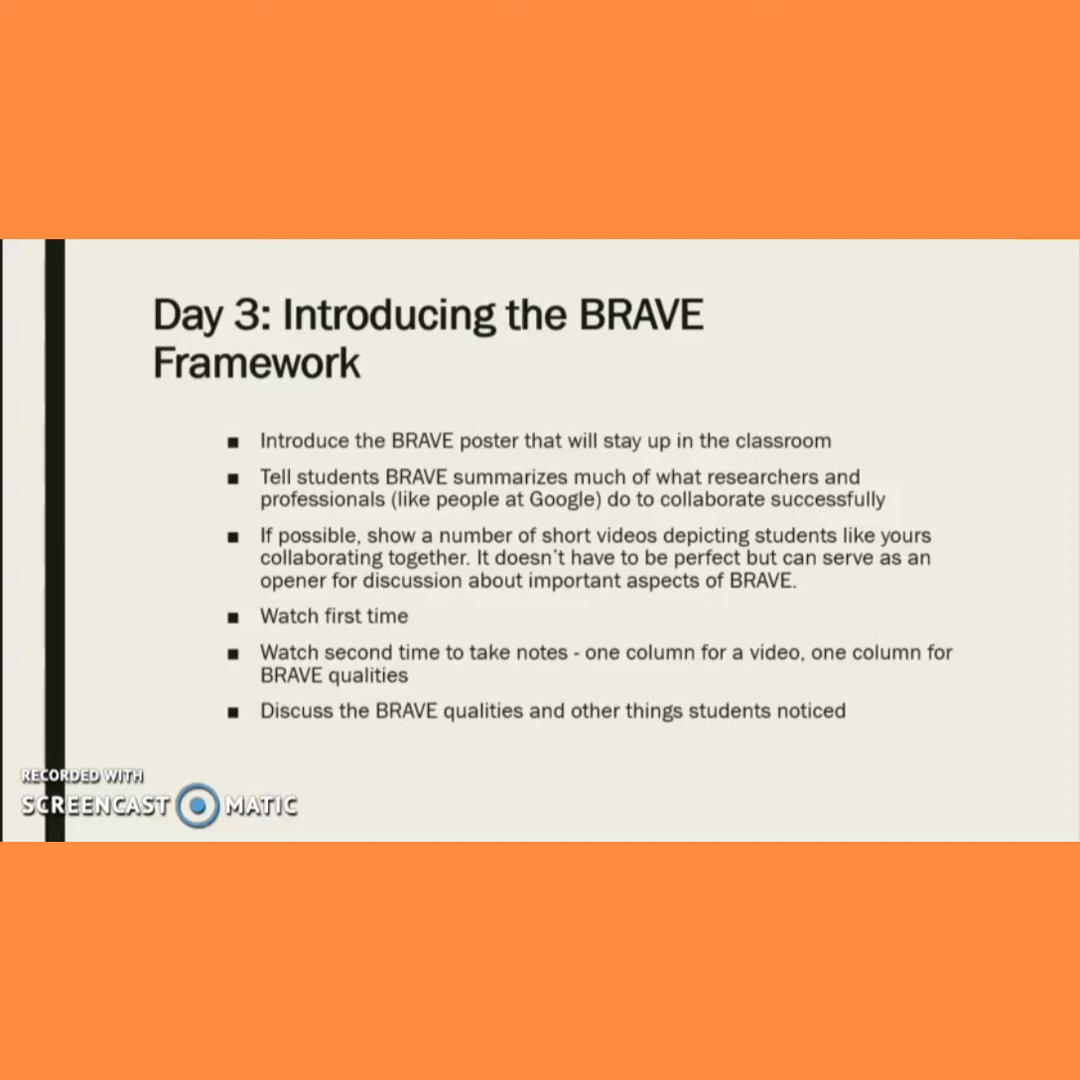 Day 3: Introducing the BRAVE
Framework
■ Introduce the BRAVE poster that will stay up in the classroom
■ Tell students BRAVE summarizes much of what researchers and
professionals (like people at Google) do to collaborate successfully
■ If possible, show a number of short videos depicting students like yours
collaborating together. It doesn't have to be perfect but can serve as an
opener for discussion about important aspects of BRAVE.
■ Watch first time
■ Watch second time to take notes - one column for a video, one column for
BRAVE qualities
■ Discuss the BRAVE qualities and other things students noticed
RECORDED WITH
SCREENCAST MATIC